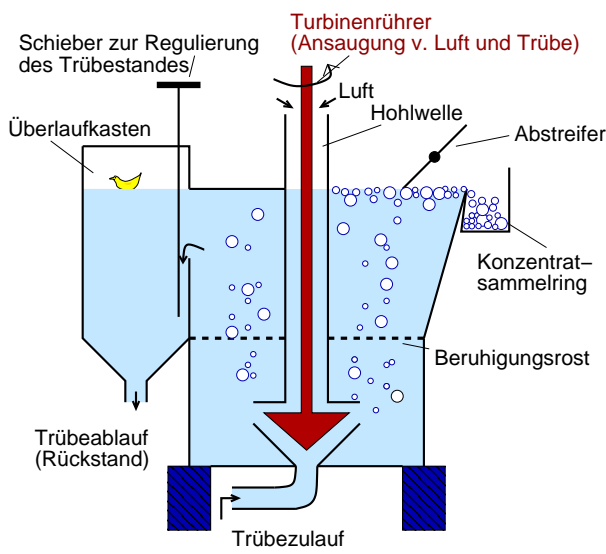 Turbinenrührer
(Ansaugung v. Luft und Trübe)
Schieber zur Regulierung
des Trübestandes
Luft
Hohlwelle
Abstreifer
Überlaufkasten
Konzentrat–
sammelring
Beruhigungsrost
Trübeablauf
(Rückstand)
Trübezulauf